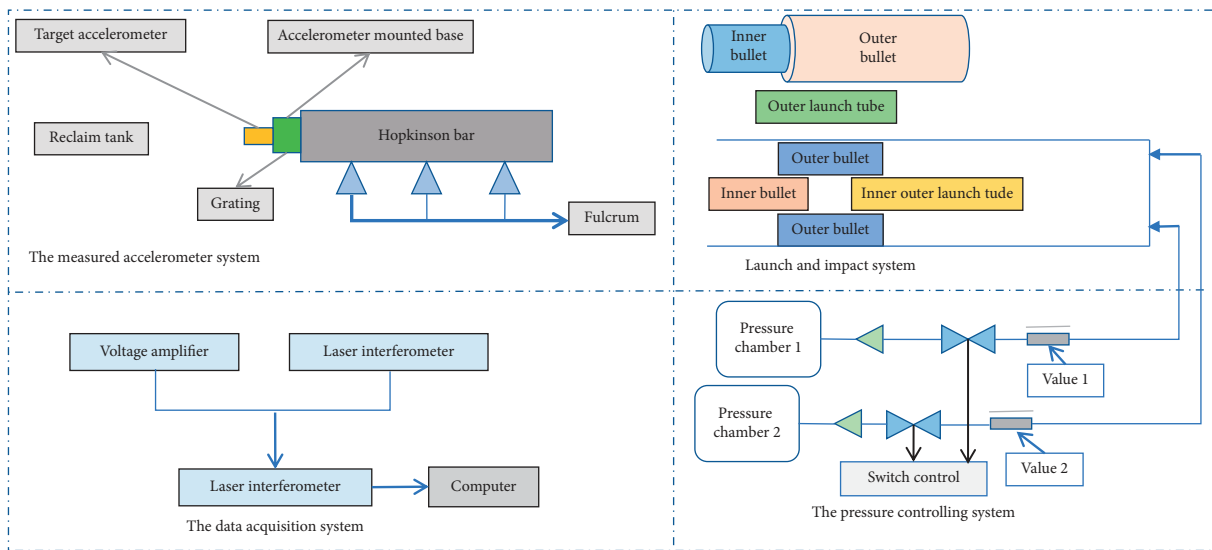 Target accelerometer
Accelerometer mounted base
Reclaim tank
Hopkinson bar
Grating
Fulcrum
The measured accelerometer system
Inner
bullet
Outer
bullet
Outer launch tube
Outer bullet
Inner bullet
Inner outer launch tude
Outer bullet
Launch and impact system
Voltage amplifier
Laser interferometer
Laser interferometer
Computer
The data acquisition system
Pressure
chamber 1
Value 1
Pressure
chamber 2
Value 2
Switch control
The pressure controlling system